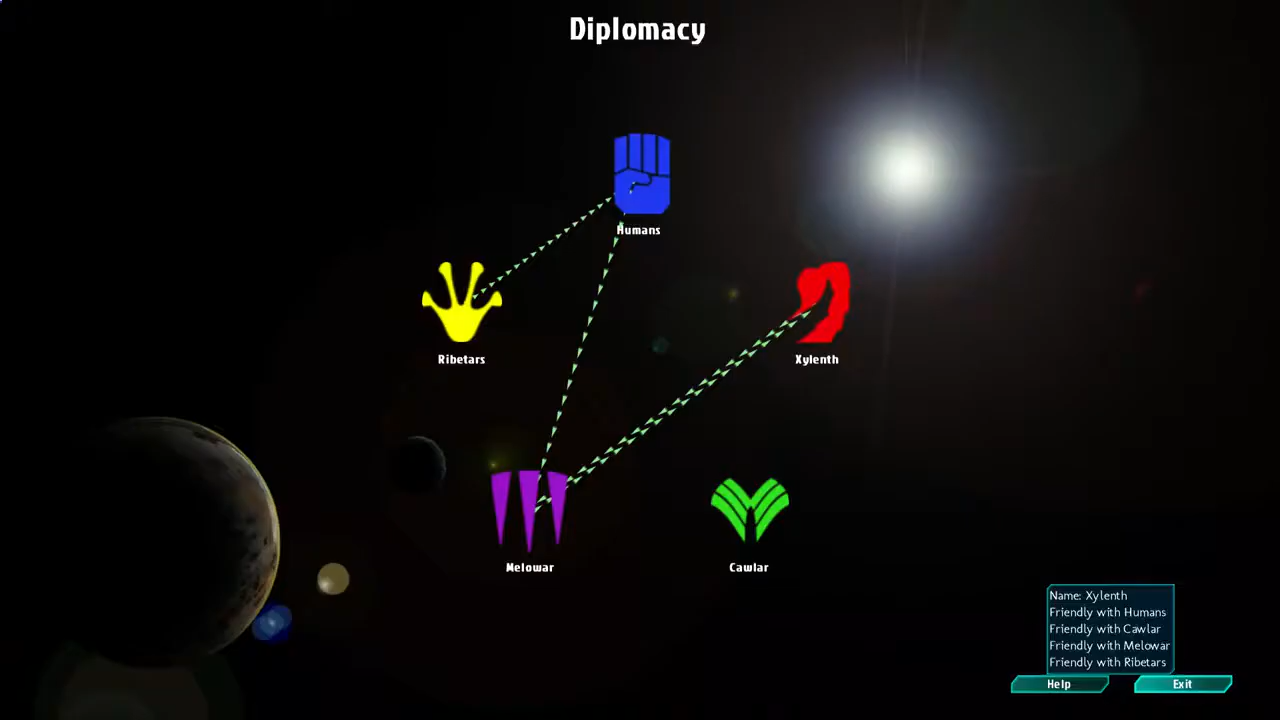 Diplomacy
Humans
Ribetars
Xylenth
Melowar
Cawlar
Name: Xylenth
Friendly with Humans
Friendly with Cawlar
Friendly with Melowar
Friendly with Ribetars
Help
Exit